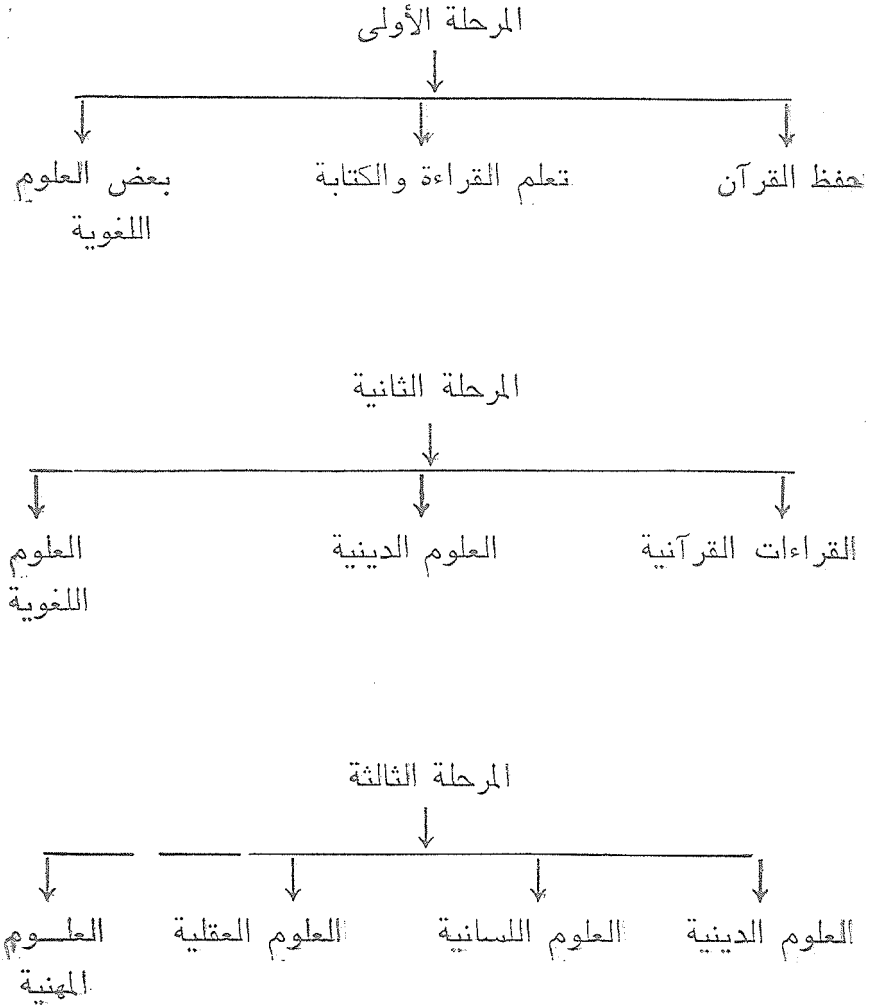 المرحلة الأولى
حفظ القرآن تعلم القراءة والكتابة بعض العلوم
اللغوية
المرحلة الثانية
القراءات القرآنية العلوم الدينية العلوم
اللغوية
المرحلة الثالثة
العلوم الدينية العلوم اللسانية العلوم العقلية العلـــوم
المهنية